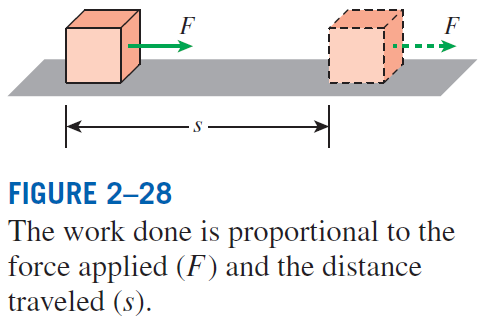 F F
s
FIGURE 2–28
The work done is proportional to the
force applied (F) and the distance
traveled (s).